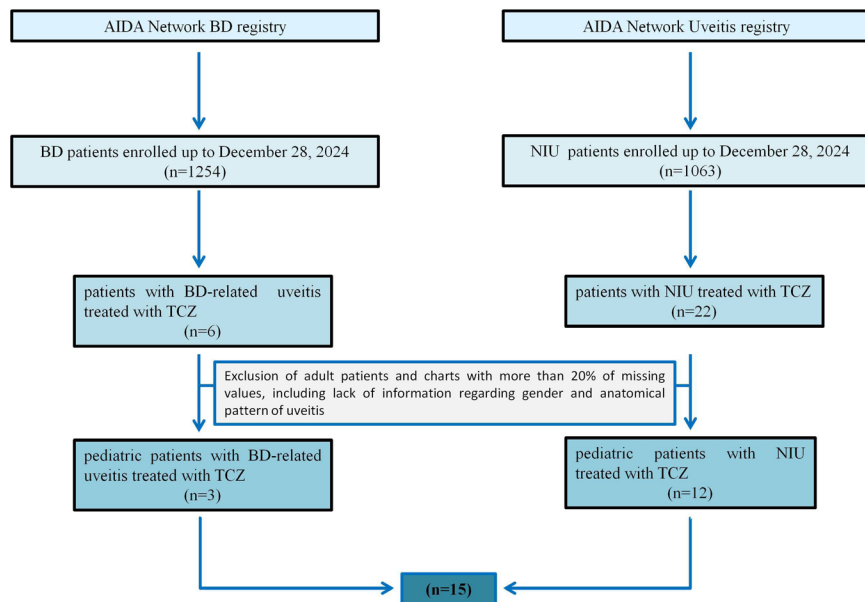 AIDA Network BD registry
AIDA Network Uveitis registry
BD patients enrolled up to December 28, 2024
(n=1254)
NIU patients enrolled up to December 28, 2024
(n=1063)
patients with BD-related uveitis
treated with TCZ
(n=6)
patients with NIU treated with TCZ
(n=22)
Exclusion of adult patients and charts with more than 20% of missing
values, including lack of information regarding gender and anatomical
pattern of uveitis
pediatric patients with BD-related
uveitis treated with TCZ
(n=3)
pediatric patients with NIU
treated with TCZ
(n=12)
(n=15)